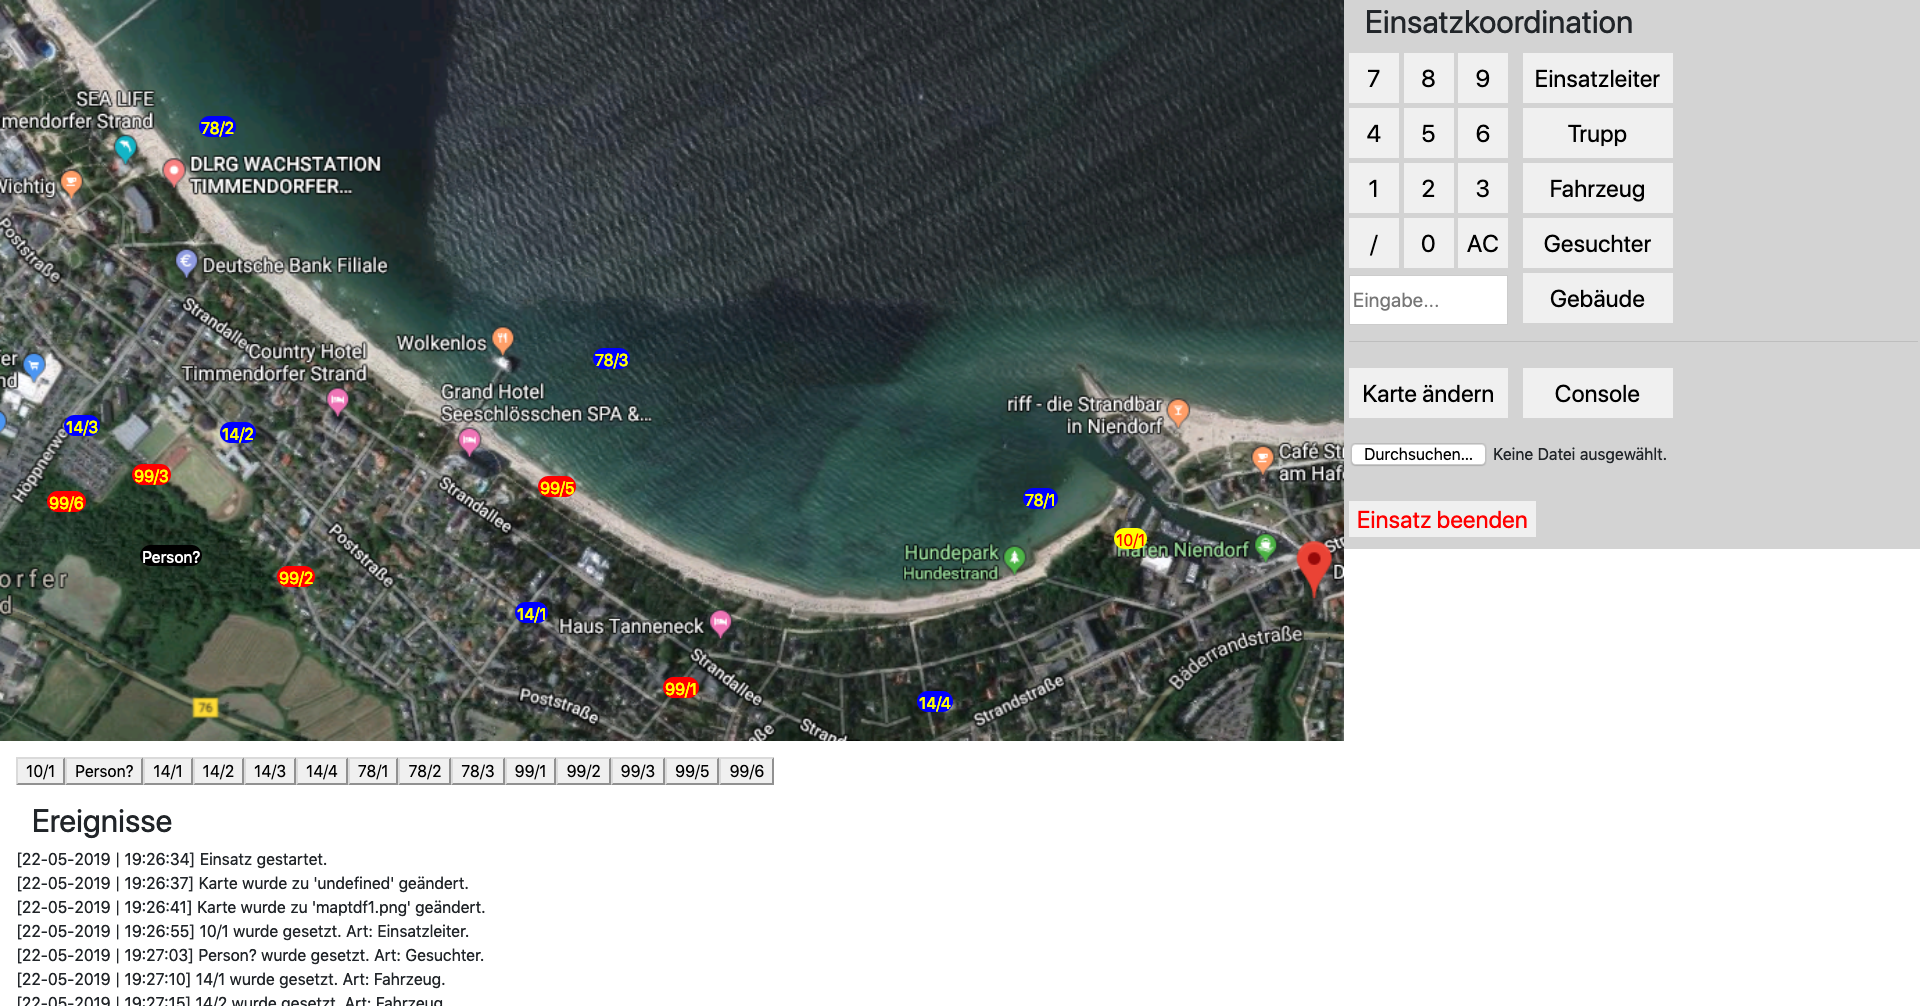 SEA LIFE
mmendorfer Strand
78/2
DLRG WACHSTATION
TIMMENDORFER...
Wichtig
Poststraße
Deutsche Bank Filiale
Strandallee
Country Hotel
Timmendorfer Strand
Wolkenlos
78/3
Grand Hotel
Seeschlösschen SPA &...
riff - die Strandbar
in Niendorf
Café St
am Haf
14/3
14/2
99/3
99/6
Höppnerwe
99/5
Strandallee
78/1
10/1
Hafen Niendorf
Hundepark
Hundestrand
Person?
Poststraße
99/2
orfer
d
14/1
Haus Tanneneck
Strandallee
99/1
Poststraße
76
14/4
Strandstraße
Bäderrandstraße
Str
D
Strand
Einsatzkoordination
7 8 9 Einsatzleiter
4 5 6 Trupp
1 2 3 Fahrzeug
/ 0 AC Gesuchter
Eingabe... Gebäude
Karte ändern Console
Durchsuchen... Keine Datei ausgewählt.
Einsatz beenden
10/1 Person? 14/1 14/2 14/3 14/4 78/1 78/2 78/3 99/1 99/2 99/3 99/5 99/6
Ereignisse
[22-05-2019 | 19:26:34] Einsatz gestartet.
[22-05-2019 | 19:26:37] Karte wurde zu 'undefined' geändert.
[22-05-2019 | 19:26:41] Karte wurde zu 'maptdf1.png' geändert.
[22-05-2019 | 19:26:55] 10/1 wurde gesetzt. Art: Einsatzleiter.
[22-05-2019 | 19:27:03] Person? wurde gesetzt. Art: Gesuchter.
[22-05-2019 | 19:27:10] 14/1 wurde gesetzt. Art: Fahrzeug.
[22-05-2019 | 19:27:15] 14/2 wurde gesetzt. Art: Fahrzeug.